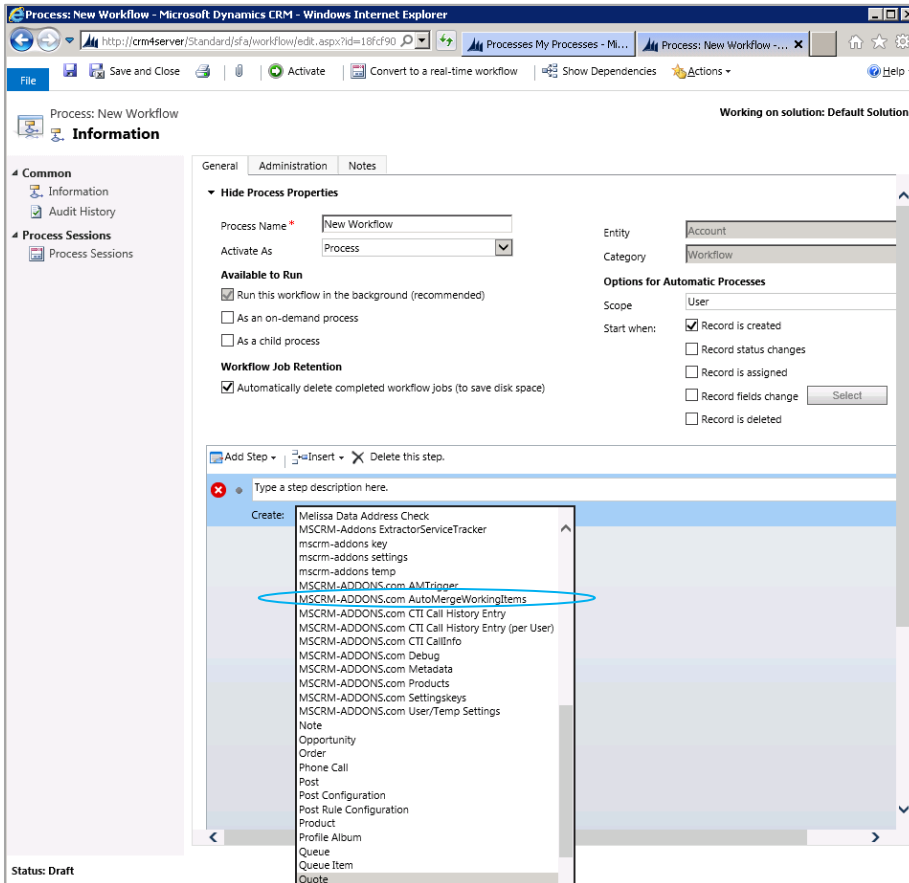 Process: New Workflow - Microsoft Dynamics CRM - Windows Internet Explorer
http://crm4server/Standard/sfa/workflow/edit.aspx?id=18fcf90
Processes My Processes - Mi...
Process: New Workflow -...
File
Save and Close
Activate
Convert to a real-time workflow
Show Dependencies
Actions
Help
Process: New Workflow
Information
Working on solution: Default Solution
Common
Information
Audit History
Process Sessions
Process Sessions
General
Administration
Notes
Hide Process Properties
Process Name *
New Workflow
Activate As
Process
Available to Run
Run this workflow in the background (recommended)
As an on-demand process
As a child process
Workflow Job Retention
Automatically delete completed workflow jobs (to save disk space)
Entity
Account
Category
Workflow
Options for Automatic Processes
Scope
User
Start when:
Record is created
Record status changes
Record is assigned
Record fields change
Select
Record is deleted
Add Step
Insert
Delete this step.
Type a step description here.
Create:
Melissa Data Address Check
MSCRM-Addons ExtractorServiceTracker
mscrm-addons key
mscrm-addons settings
mscrm-addons temp
MSCRM-ADDONS.com AMTrigger
MSCRM-ADDONS.com AutoMergeWorkingItems
MSCRM-ADDONS.com CTI Call History Entry
MSCRM-ADDONS.com CTI Call History Entry (per User)
MSCRM-ADDONS.com CTI CallInfo
MSCRM-ADDONS.com Debug
MSCRM-ADDONS.com Metadata
MSCRM-ADDONS.com Products
MSCRM-ADDONS.com Settingskeys
MSCRM-ADDONS.com User/Temp Settings
Note
Opportunity
Order
Phone Call
Post
Post Configuration
Post Rule Configuration
Product
Profile Album
Queue
Queue Item
Quote
Status: Draft